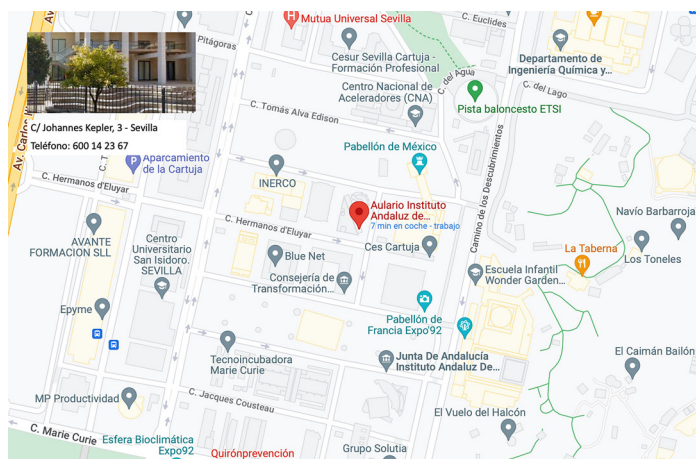 Mutua Universal Sevilla
C. Euclides
Pitágoras
Cesur Sevilla Cartuja -
Formación Profesional
Departamento de
Ingeniería Química y...
C. del Agua
C. del Lago
Centro Nacional de
Aceleradores (CNA)
Pista baloncesto ETSI
C. Tomás Alva Edison
C/ Johannes Kepler, 3 - Sevilla
Teléfono: 600 14 23 67
Aparcamiento
de la Cartuja
Pabellón de México
INERCO
C. Hermanos d'Eluyar
Aulario Instituto
Andaluz de...
7 min en coche - trabajo
Camino de los Descubrimientos
Navío Barbarroja
C. Hermanos d'Eluyar
AVANTE
FORMACION SLL
Centro
Universitario
San Isidoro.
SEVILLA
Blue Net
Ces Cartuja
La Taberna
Los Toneles
Consejería de
Transformación...
Escuela Infantil
Wonder Garden...
Epyme
Pabellón de
Francia Expo'92
Tecnoincubadora
Marie Curie
Junta De Andalucía
Instituto Andaluz De...
El Caimán Bailón
MP Productividad
C. Jacques Cousteau
El Vuelo del Halcón
C. Marie Curie
Esfera Bioclimática
Expo92
Quirónprevención
Grupo Solutia